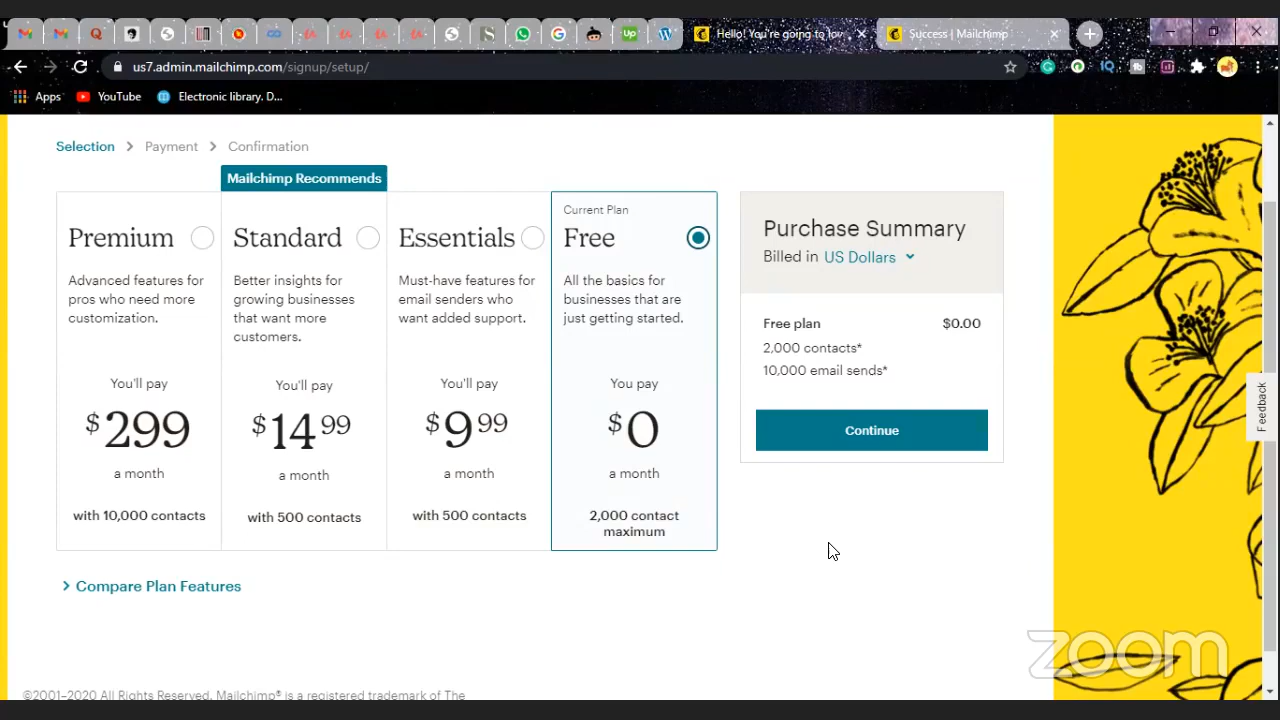 Hello! You're going to lov
Success | Mailchimp
us7.admin.mailchimp.com/signup/setup/
Apps
YouTube
Electronic library. D...
Selection
Payment
Confirmation
Mailchimp Recommends
Premium
Advanced features for
pros who need more
customization.
You'll pay
$299
a month
with 10,000 contacts
Standard
Better insights for
growing businesses
that want more
customers.
You'll pay
$14 99
a month
with 500 contacts
Essentials
Must-have features for
email senders who
want added support.
You'll pay
$9 99
a month
with 500 contacts
Current Plan
Free
All the basics for
businesses that are
just getting started.
You pay
$0
a month
2,000 contact
maximum
Purchase Summary
Billed in US Dollars
Free plan $0.00
2,000 contacts*
10,000 email sends*
Continue
Feedback
Compare Plan Features
©2001–2020 All Rights Reserved. Mailchimp® is a registered trademark of The
zoom